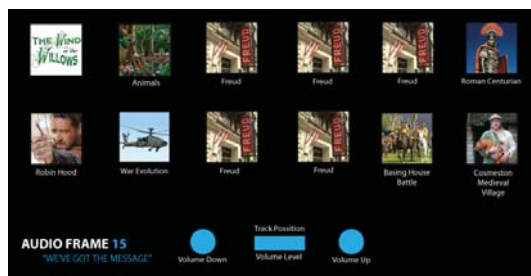 THE WIND
in the
WILLOWS
FREUD
FREUD
FREUD
Animals
Freud
Freud
Freud
Roman Centurian
FREUD
FREUD
Robin Hood
War Evolution
Freud
Freud
Basing House
Battle
Cosmeston
Medieval
Village
AUDIO FRAME 15
"WE'VE GOT THE MESSAGE"
Track Possition
Volume Down
Volume Level
Volume Up